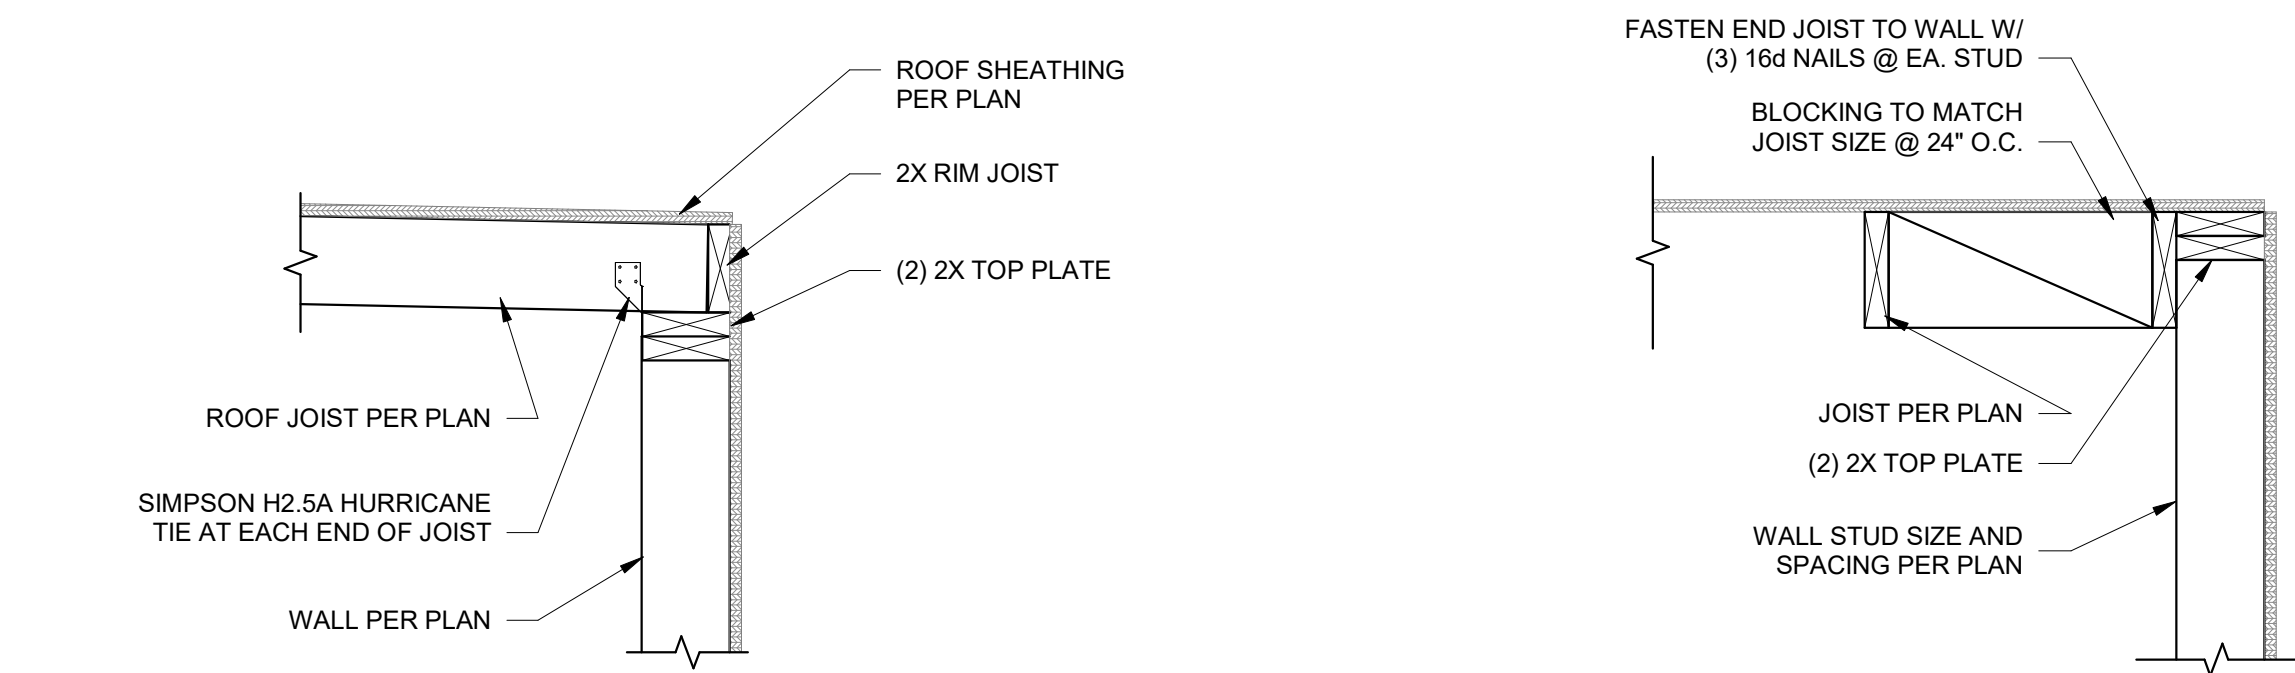 ROOF SHEATHING
PER PLAN
2X RIM JOIST
(2) 2X TOP PLATE
ROOF JOIST PER PLAN
SIMPSON H2.5A HURRICANE
TIE AT EACH END OF JOIST
WALL PER PLAN
FASTEN END JOIST TO WALL W/
(3) 16d NAILS @ EA. STUD
BLOCKING TO MATCH
JOIST SIZE @ 24" O.C.
JOIST PER PLAN
(2) 2X TOP PLATE
WALL STUD SIZE AND
SPACING PER PLAN